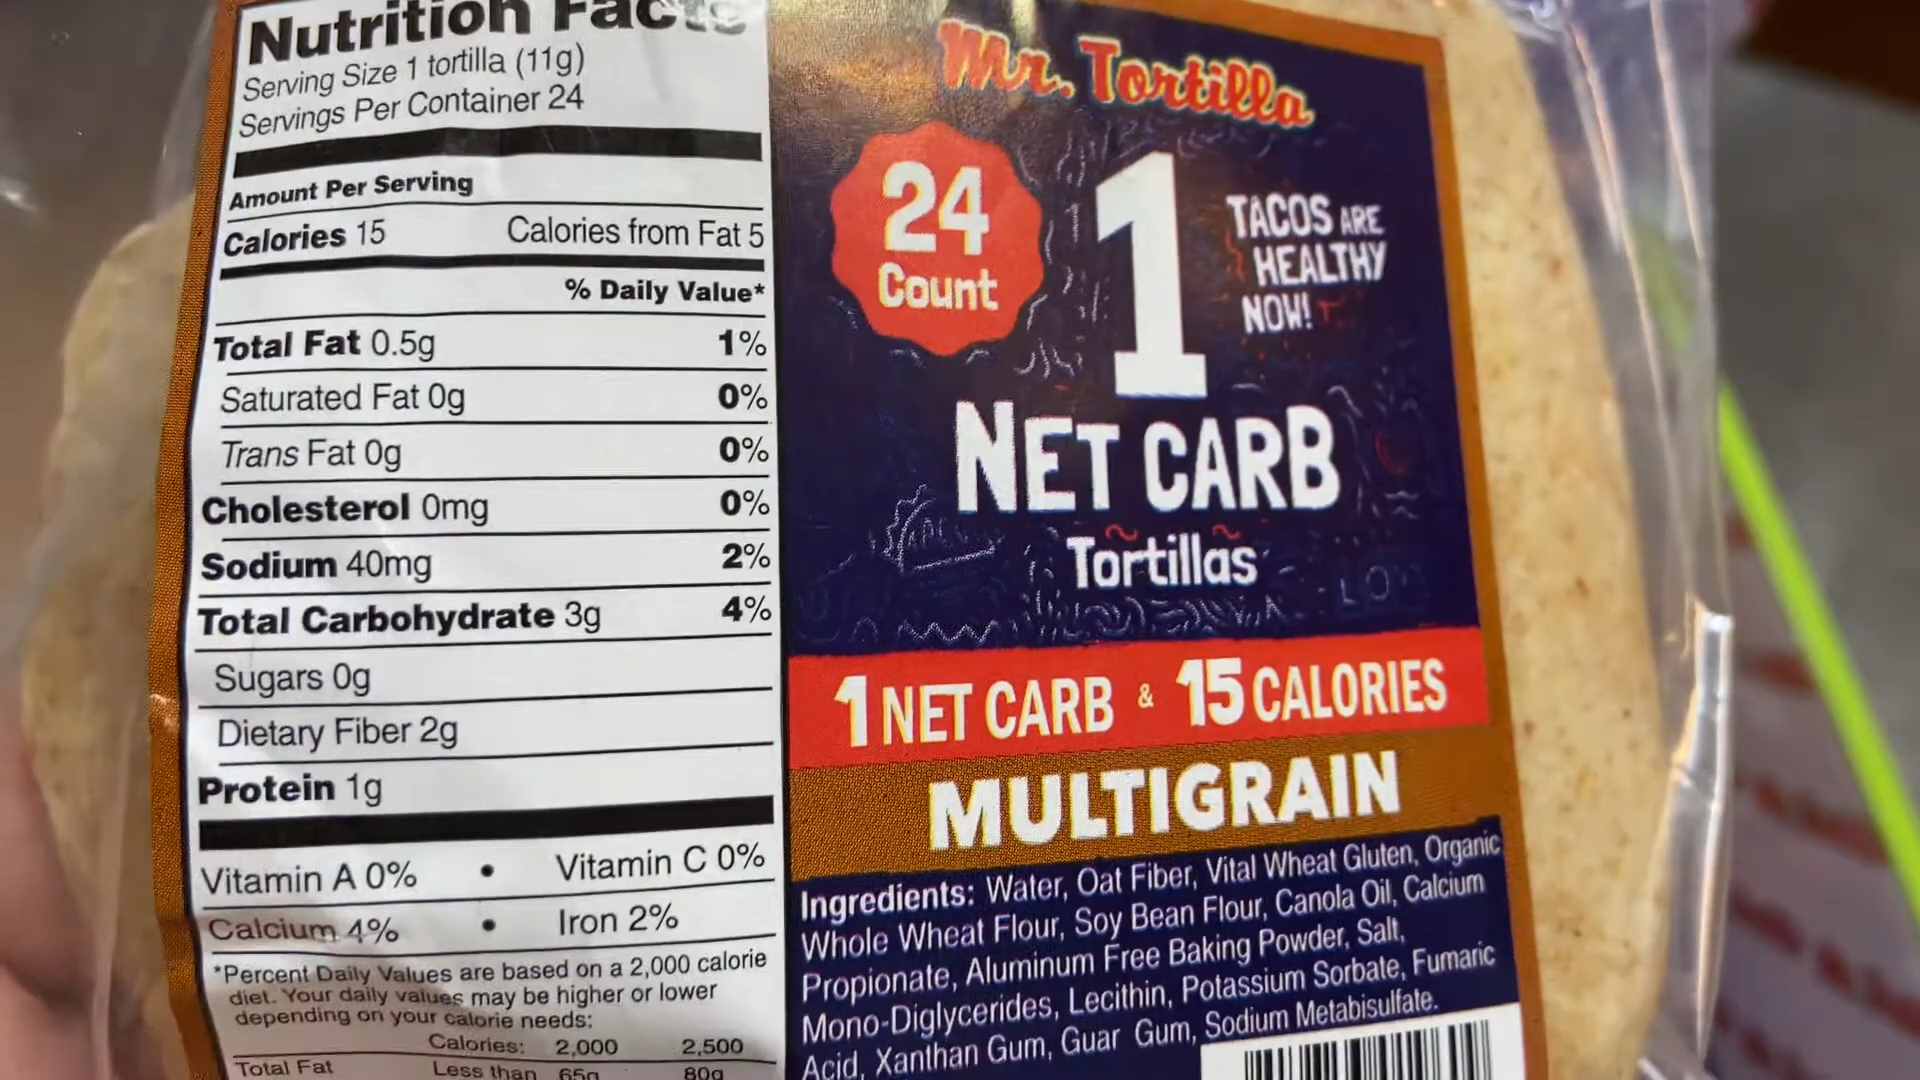 Nutrition Facts
Serving Size 1 tortilla (11g)
Servings Per Container 24
Amount Per Serving
Calories 15 Calories from Fat 5
% Daily Value*
Total Fat 0.5g 1%
Saturated Fat 0g 0%
Trans Fat 0g 0%
Cholesterol 0mg 0%
Sodium 40mg 2%
Total Carbohydrate 3g 4%
Sugars 0g
Dietary Fiber 2g
Protein 1g
Vitamin A 0% • Vitamin C 0%
Calcium 4% • Iron 2%
*Percent Daily Values are based on a 2,000 calorie
diet. Your daily values may be higher or lower
depending on your calorie needs:
Calories: 2,000 2,500
Total Fat Less than 65g 80g
Mr. Tortilla
24
Count
1
TACOS ARE
HEALTHY
NOW!
NET CARB
Tortillas
1 NET CARB & 15 CALORIES
MULTIGRAIN
Ingredients: Water, Oat Fiber, Vital Wheat Gluten, Organic
Whole Wheat Flour, Soy Bean Flour, Canola Oil, Calcium
Propionate, Aluminum Free Baking Powder, Salt,
Mono-Diglycerides, Lecithin, Potassium Sorbate, Fumaric
Acid, Xanthan Gum, Guar Gum, Sodium Metabisulfate.